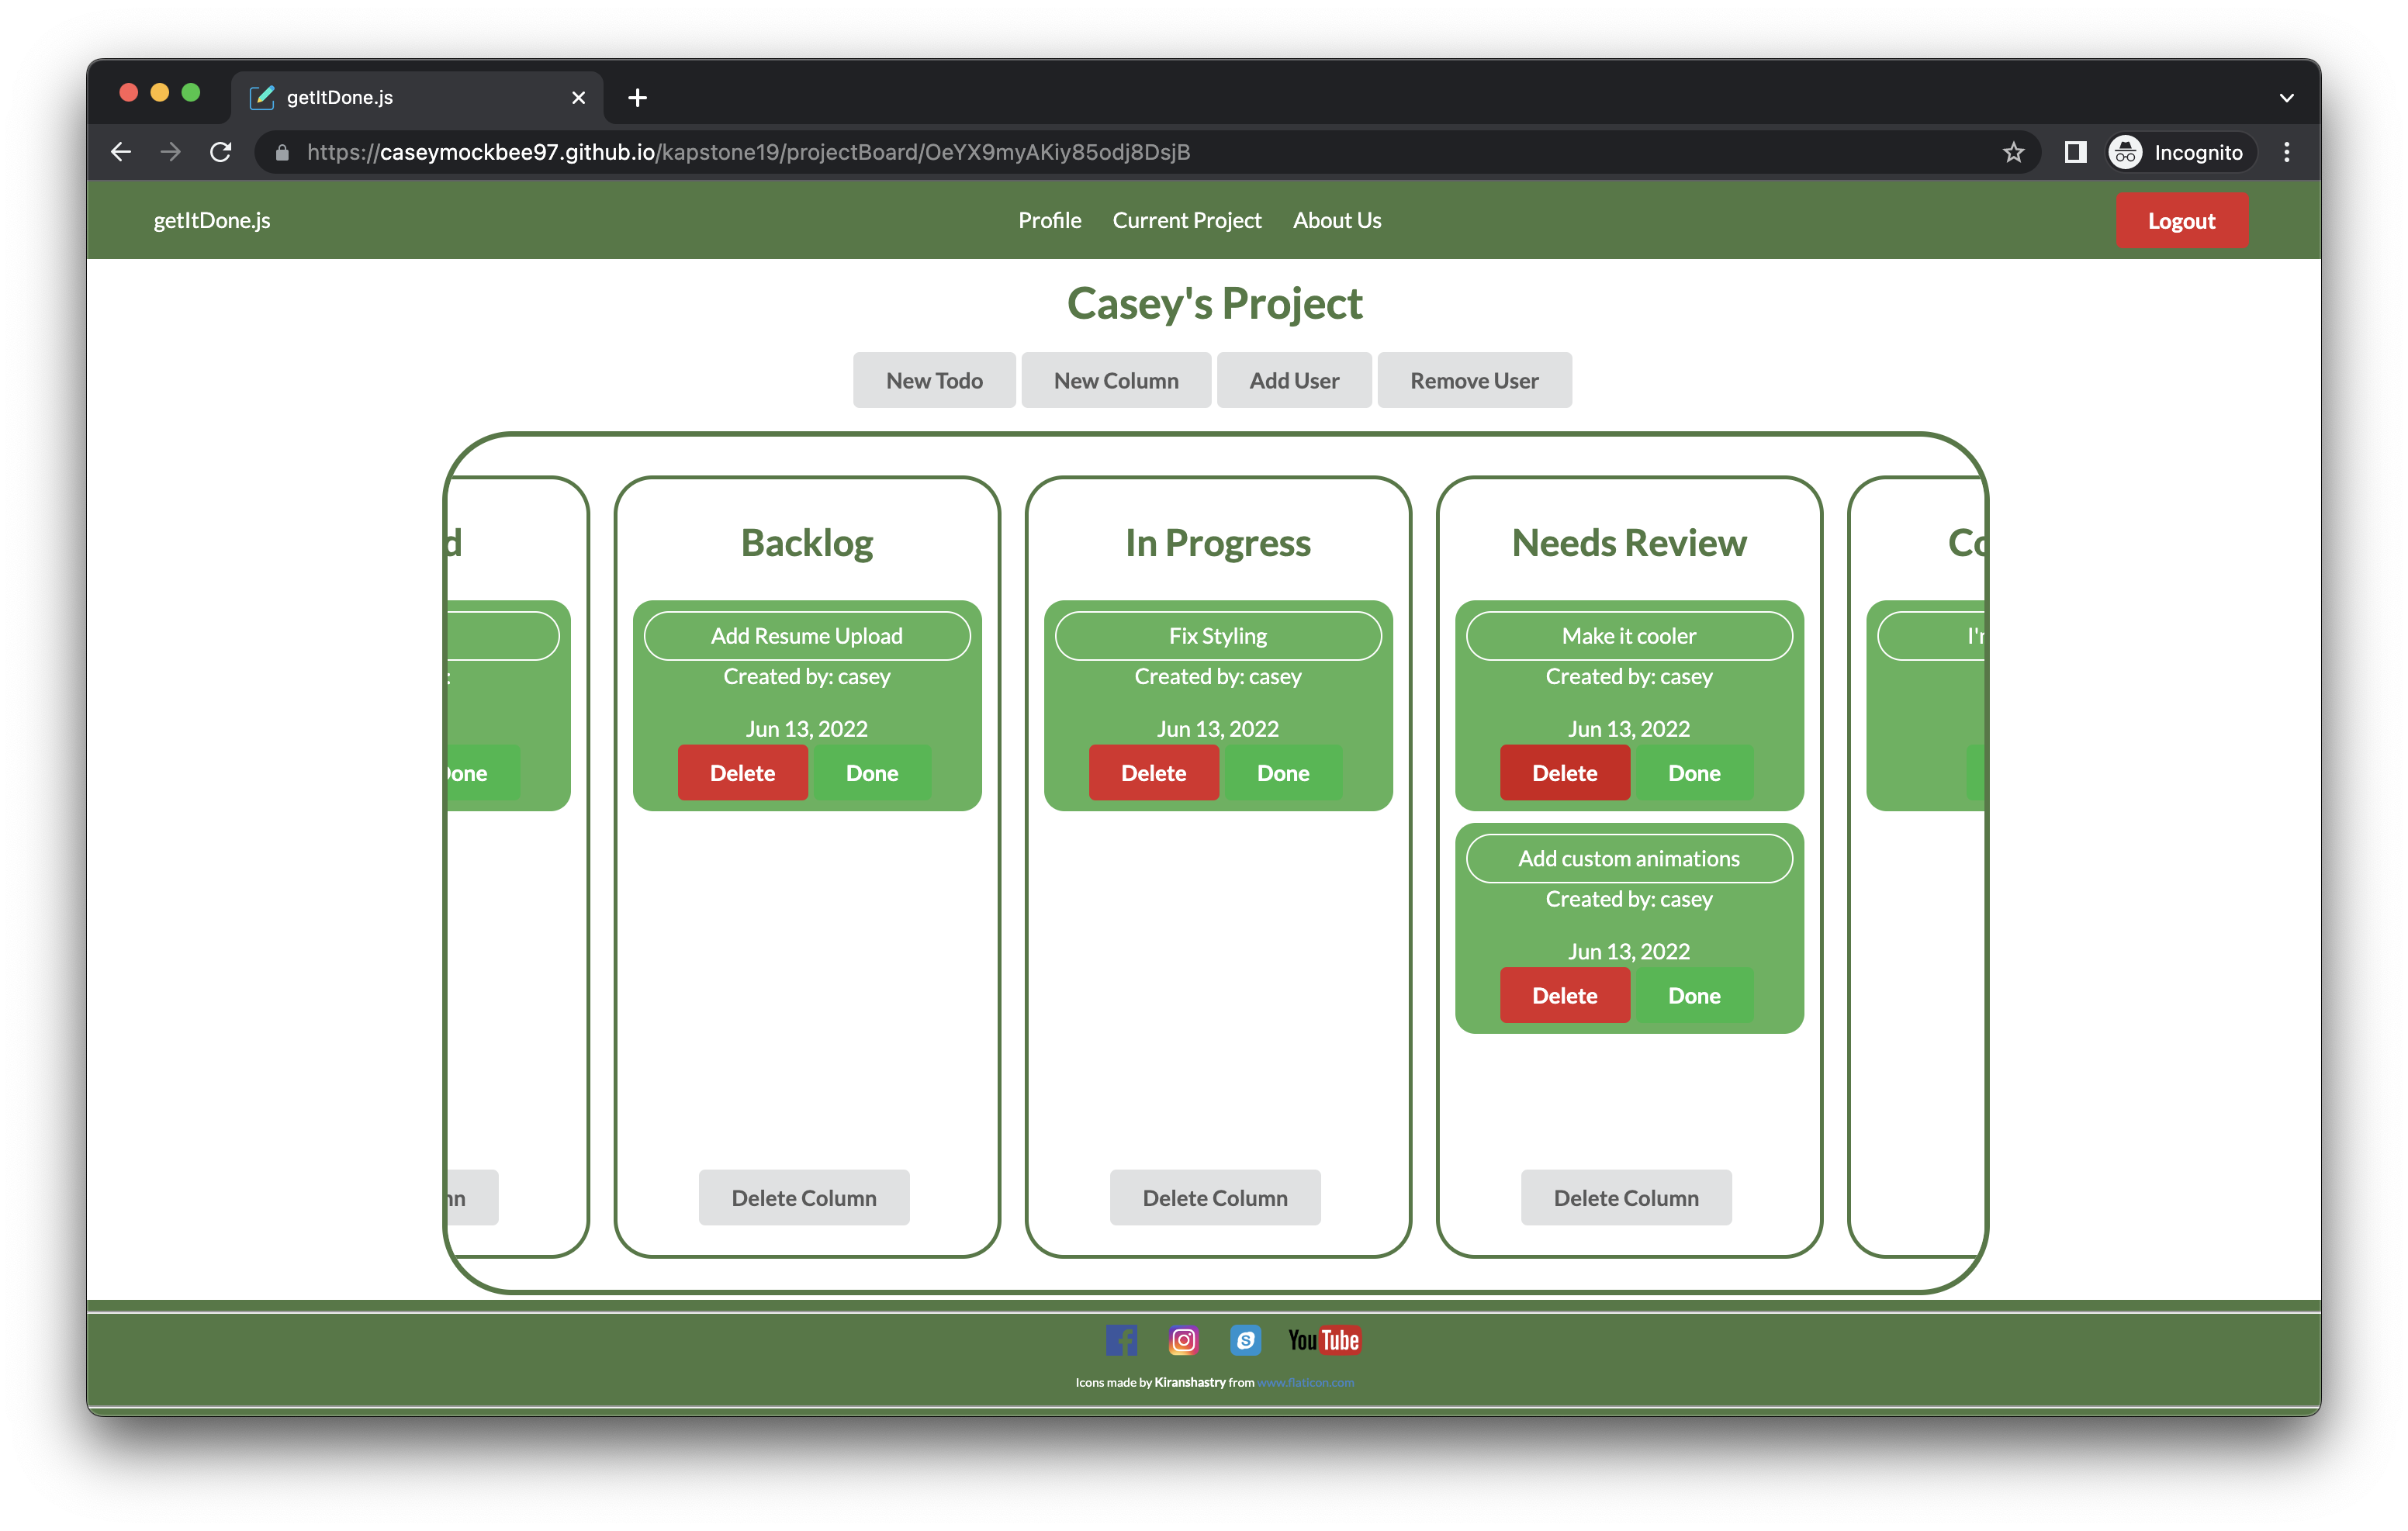 getItDone.js
https://caseymockbee97.github.io/kapstone19/projectBoard/OeYX9myAKiy85odj8DsjB
Incognito
getItDone.js
Profile Current Project About Us
Logout
Casey's Project
New Todo New Column Add User Remove User
Backlog
Add Resume Upload
Created by: casey
Jun 13, 2022
Delete Done
Delete Column
In Progress
Fix Styling
Created by: casey
Jun 13, 2022
Delete Done
Delete Column
Needs Review
Make it cooler
Created by: casey
Jun 13, 2022
Delete Done
Add custom animations
Created by: casey
Jun 13, 2022
Delete Done
Delete Column
YouTube
Icons made by Kiranshastry from www.flaticon.com